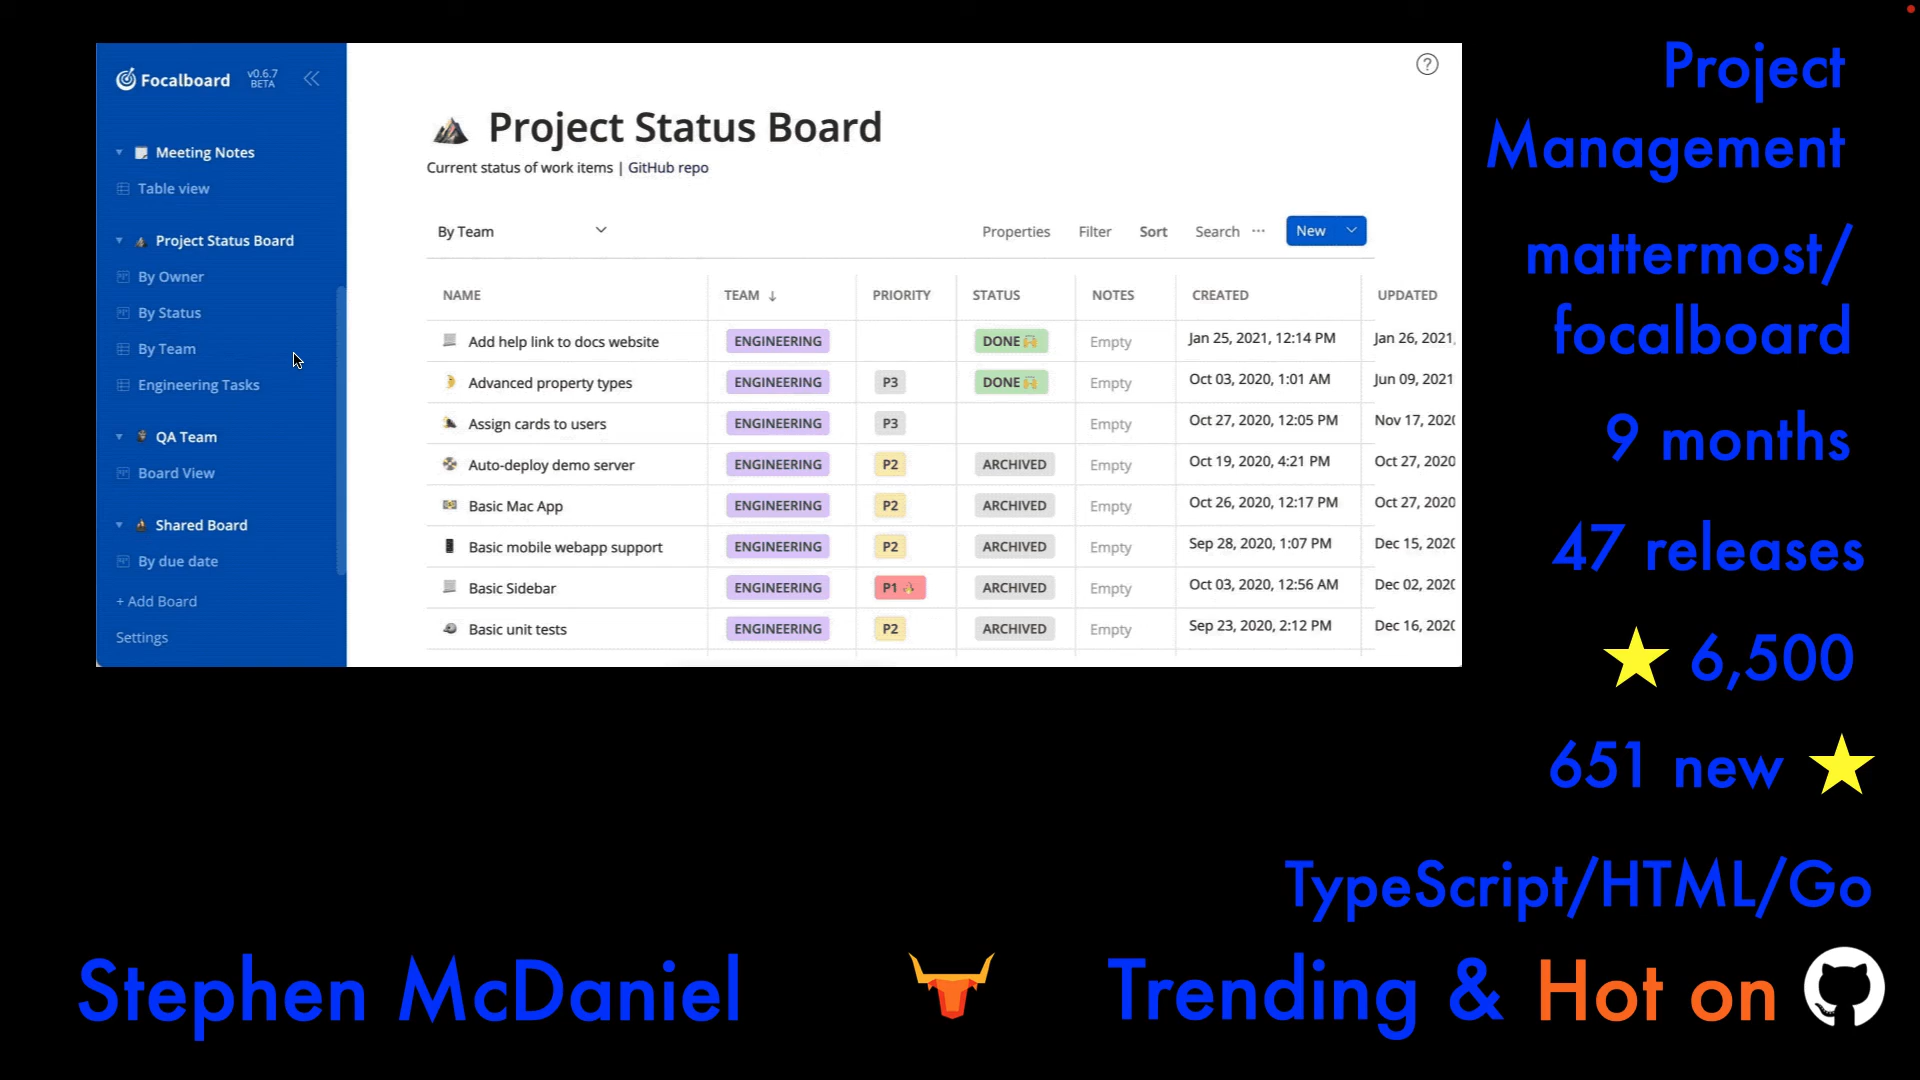 Focalboard v0.6.7 BETA
Meeting Notes
Table view
Project Status Board
By Owner
By Status
By Team
Engineering Tasks
QA Team
Board View
Shared Board
By due date
+ Add Board
Settings
?
Project Status Board
Current status of work items | GitHub repo
By Team Properties Filter Sort Search ··· New
NAME TEAM ↓ PRIORITY STATUS NOTES CREATED UPDATED
Add help link to docs website ENGINEERING DONE Empty Jan 25, 2021, 12:14 PM Jan 26, 2021,
Advanced property types ENGINEERING P3 DONE Empty Oct 03, 2020, 1:01 AM Jun 09, 2021
Assign cards to users ENGINEERING P3 Empty Oct 27, 2020, 12:05 PM Nov 17, 2020
Auto-deploy demo server ENGINEERING P2 ARCHIVED Empty Oct 19, 2020, 4:21 PM Oct 27, 2020
Basic Mac App ENGINEERING P2 ARCHIVED Empty Oct 26, 2020, 12:17 PM Oct 27, 2020
Basic mobile webapp support ENGINEERING P2 ARCHIVED Empty Sep 28, 2020, 1:07 PM Dec 15, 2020
Basic Sidebar ENGINEERING P1 ARCHIVED Empty Oct 03, 2020, 12:56 AM Dec 02, 2020
Basic unit tests ENGINEERING P2 ARCHIVED Empty Sep 23, 2020, 2:12 PM Dec 16, 2020
Project
Management
mattermost/
focalboard
9 months
47 releases
6,500
651 new
TypeScript/HTML/Go
Stephen McDaniel
Trending & Hot on